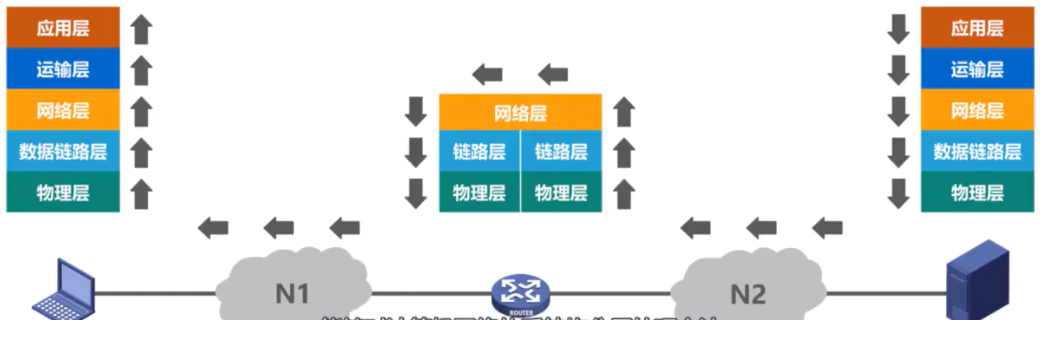 应用层
运输层
网络层
数据链路层
物理层
网络层
链路层 链路层
物理层 物理层
应用层
运输层
网络层
数据链路层
物理层
N1
ROUTER
N2